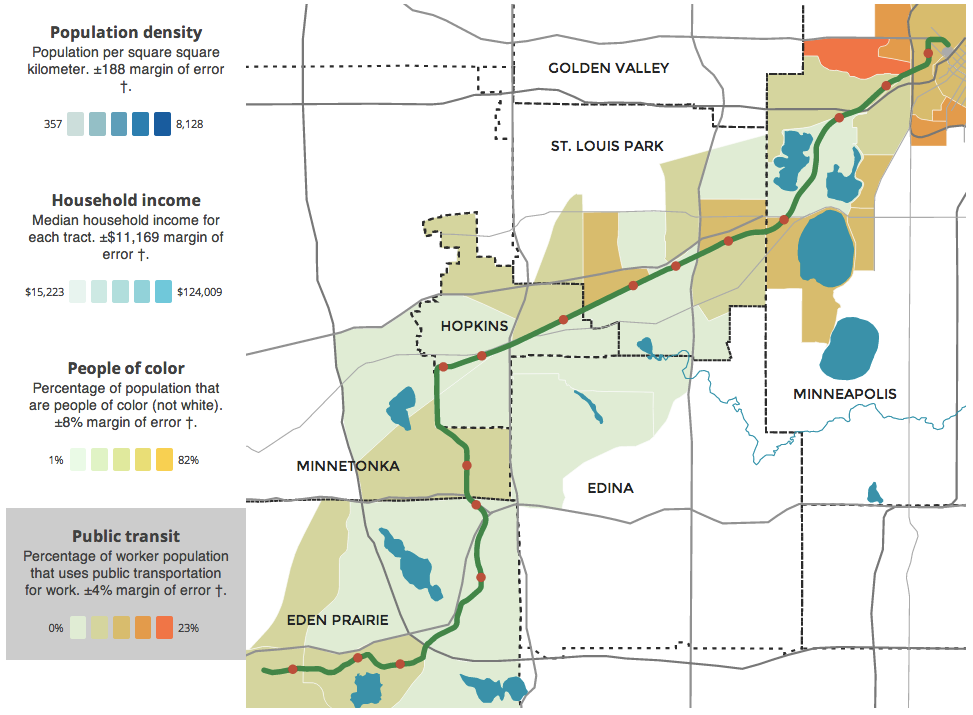 Population density
Population per square square
kilometer. ±188 margin of error
†.
357 8,128
Household income
Median household income for
each tract. ±$11,169 margin of
error †.
$15,223 $124,009
People of color
Percentage of population that
are people of color (not white).
±8% margin of error †.
1% 82%
Public transit
Percentage of worker population
that uses public transportation
for work. ±4% margin of error †.
0% 23%
GOLDEN VALLEY
ST. LOUIS PARK
HOPKINS
MINNEAPOLIS
MINNETONKA
EDINA
EDEN PRAIRIE